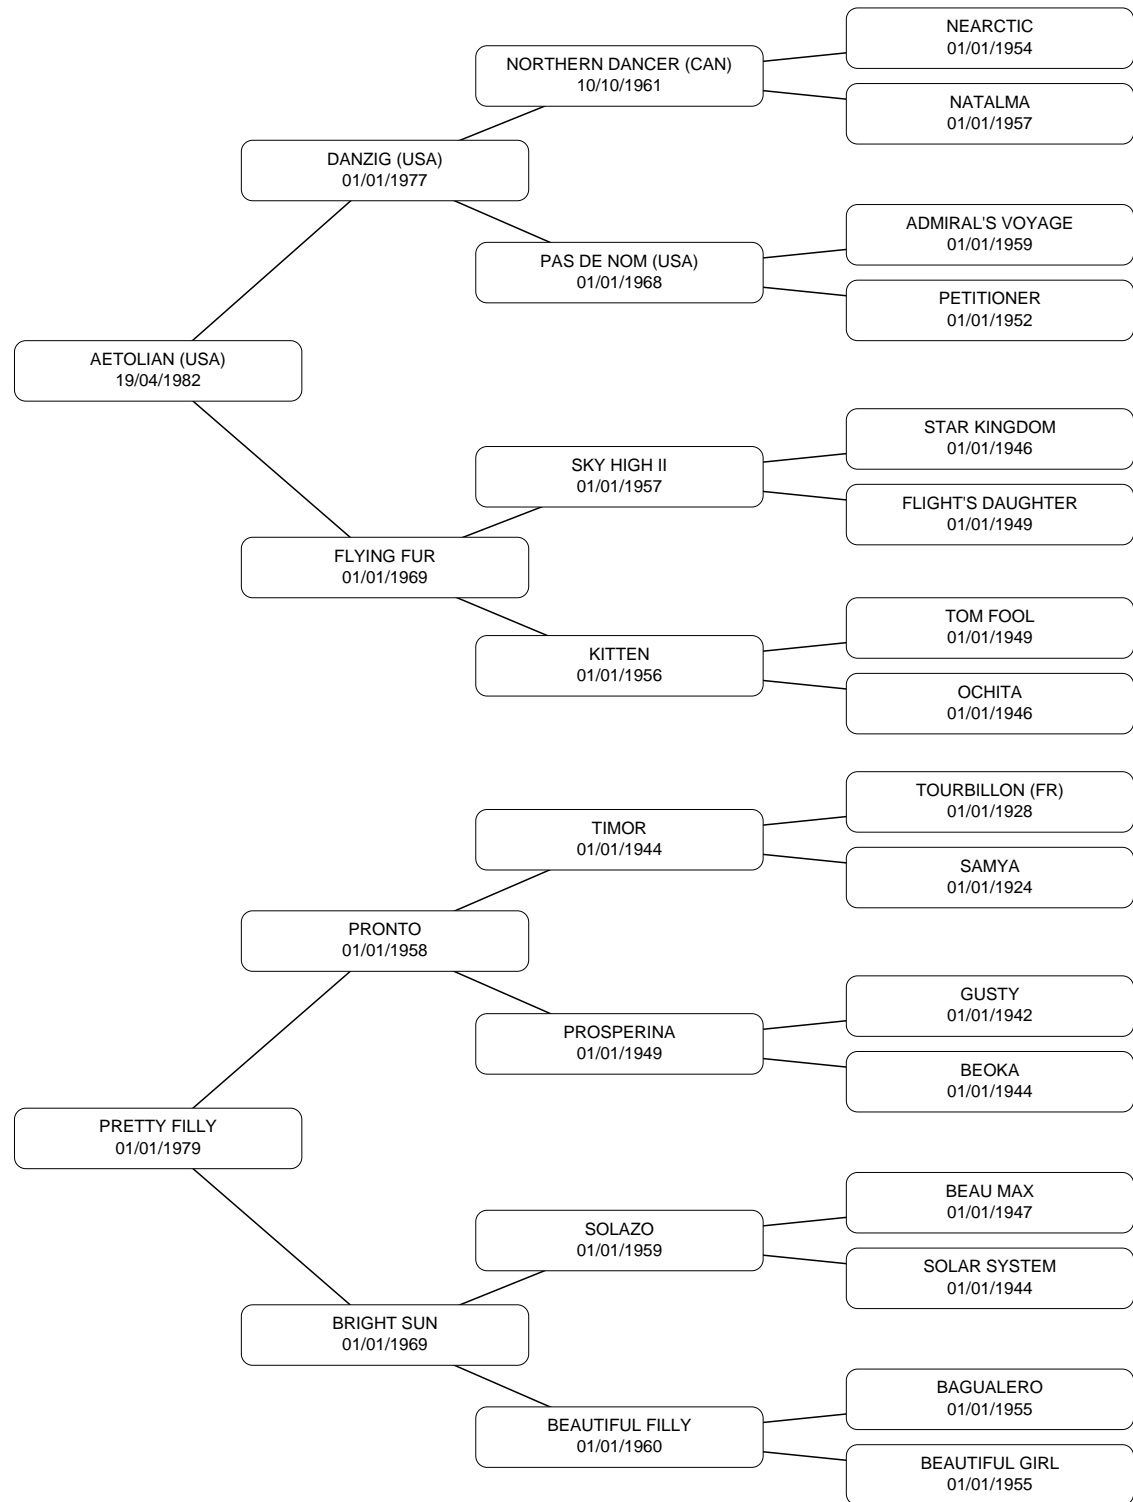 NEARCTIC
01/01/1954
NORTHERN DANCER (CAN)
10/10/1961
NATALMA
01/01/1957
DANZIG (USA)
01/01/1977
ADMIRAL'S VOYAGE
01/01/1959
PAS DE NOM (USA)
01/01/1968
PETITIONER
01/01/1952
AETOLIAN (USA)
19/04/1982
STAR KINGDOM
01/01/1946
SKY HIGH II
01/01/1957
FLIGHT'S DAUGHTER
01/01/1949
FLYING FUR
01/01/1969
TOM FOOL
01/01/1949
KITTEN
01/01/1956
OCHITA
01/01/1946
TOURBILLON (FR)
01/01/1928
TIMOR
01/01/1944
SAMYA
01/01/1924
PRONTO
01/01/1958
GUSTY
01/01/1942
PROSPERINA
01/01/1949
BEOKA
01/01/1944
PRETTY FILLY
01/01/1979
BEAU MAX
01/01/1947
SOLAZO
01/01/1959
SOLAR SYSTEM
01/01/1944
BRIGHT SUN
01/01/1969
BAGUALERO
01/01/1955
BEAUTIFUL FILLY
01/01/1960
BEAUTIFUL GIRL
01/01/1955